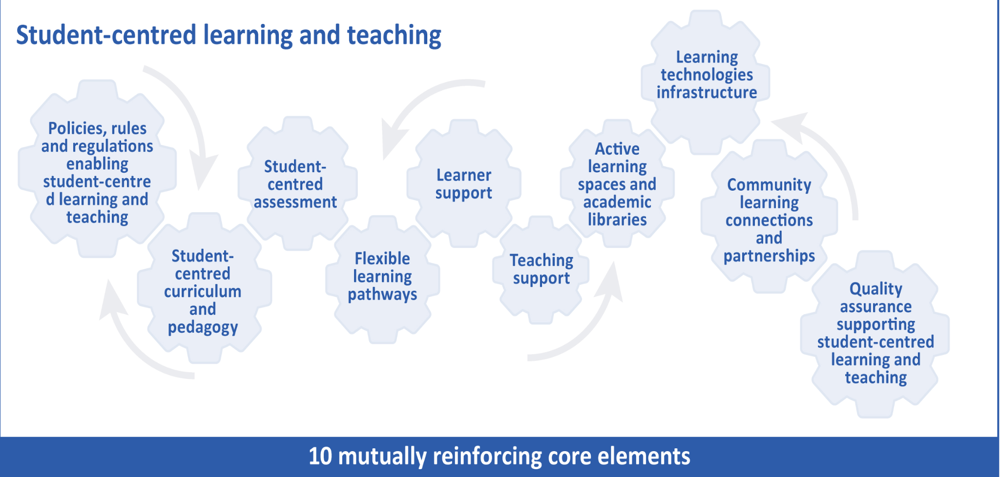 Student-centred learning and teaching
Policies, rules
and regulations
enabling
student-centre
d learning and
teaching
Student-
centred
curriculum
and
pedagogy
Student-
centred
assessment
Flexible
learning
pathways
Learner
support
Teaching
support
Active
learning
spaces and
academic
libraries
Learning
technologies
infrastructure
Community
learning
connections
and
partnerships
Quality
assurance
supporting
student-centred
learning and
teaching
10 mutually reinforcing core elements